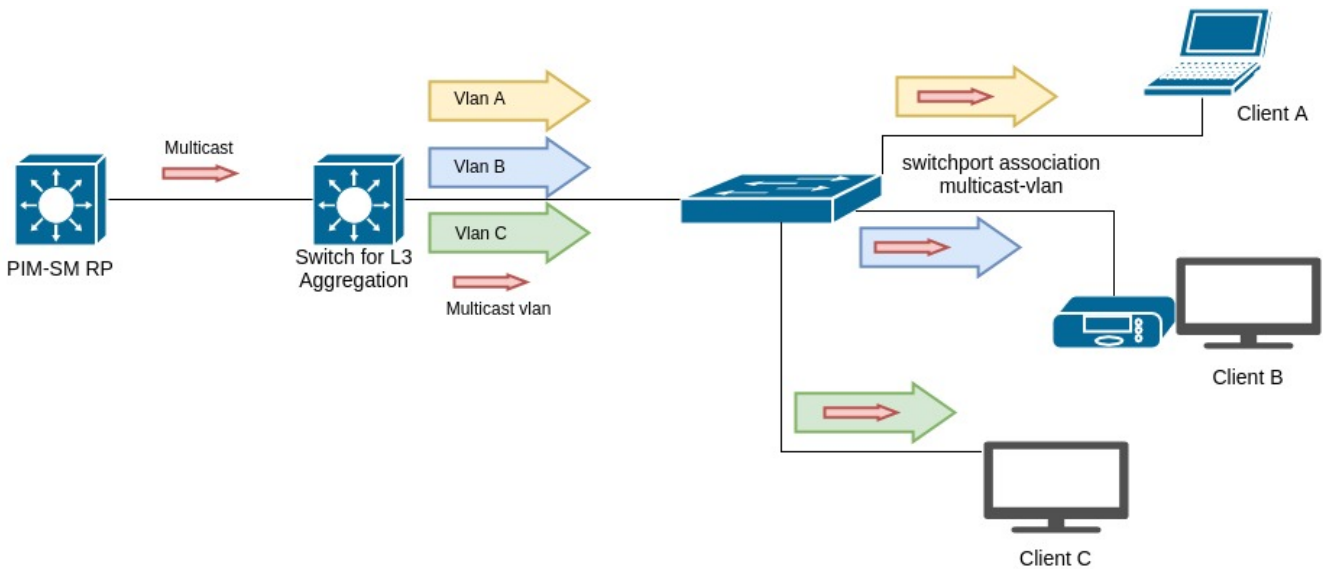 Multicast
PIM-SM RP
Switch for L3
Aggregation
Vlan A
Vlan B
Vlan C
Multicast vlan
switchport association
multicast-vlan
Client A
Client B
Client C